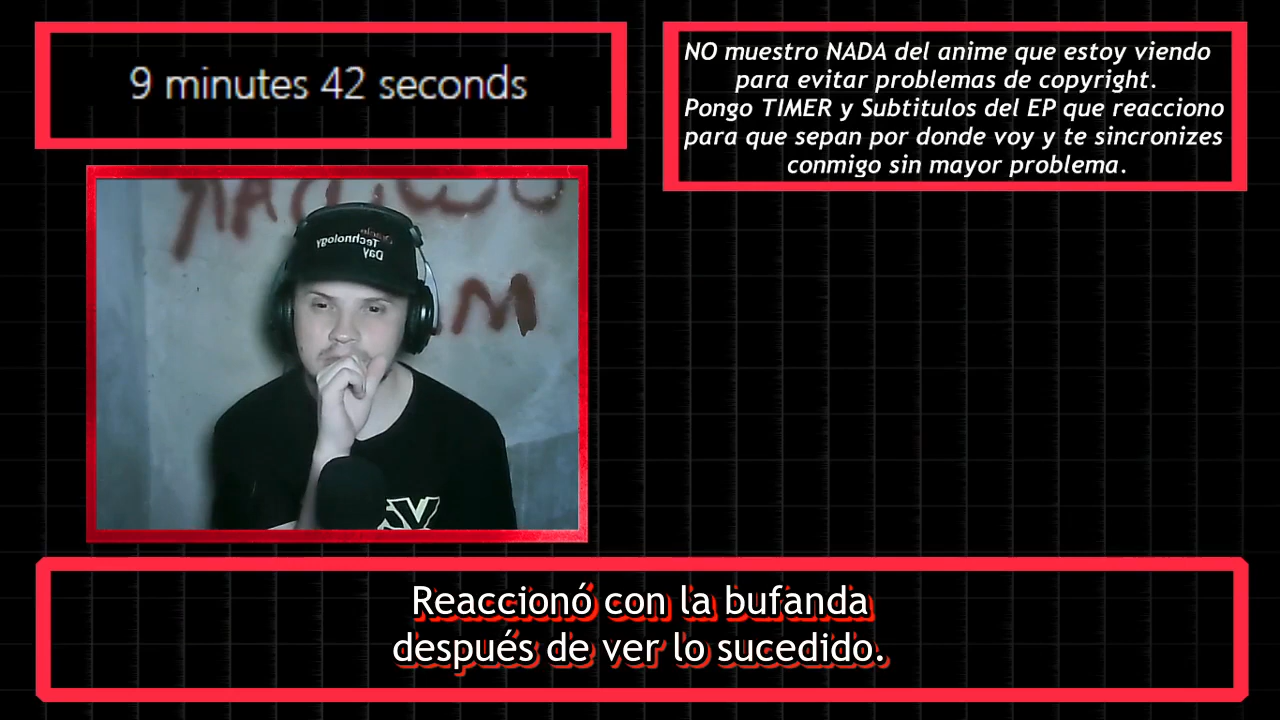 9 minutes 42 seconds
NO muestro NADA del anime que estoy viendo
para evitar problemas de copyright.
Pongo TIMER y Subtitulos del EP que reacciono
para que sepan por donde voy y te sincronizes
conmigo sin mayor problema.
Oracle
Technology
Day
Reaccionó con la bufanda
después de ver lo sucedido.